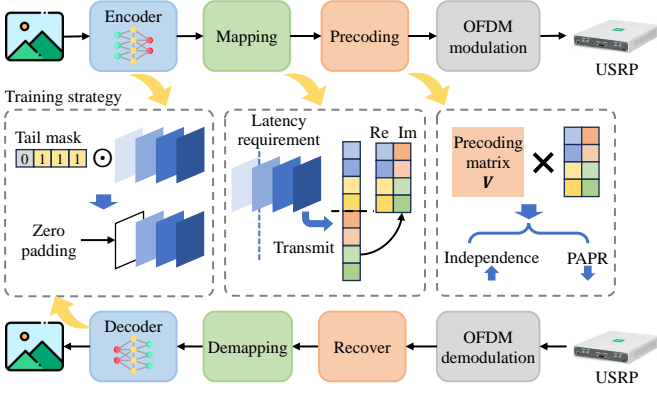 Encoder
Mapping
Precoding
OFDM
modulation
USRP
Training strategy
Tail mask
0 1 1 1
Zero
padding
Latency
requirement
Transmit
Re Im
Precoding
matrix
V
Independence
PAPR
Decoder
Demapping
Recover
OFDM
demodulation
USRP